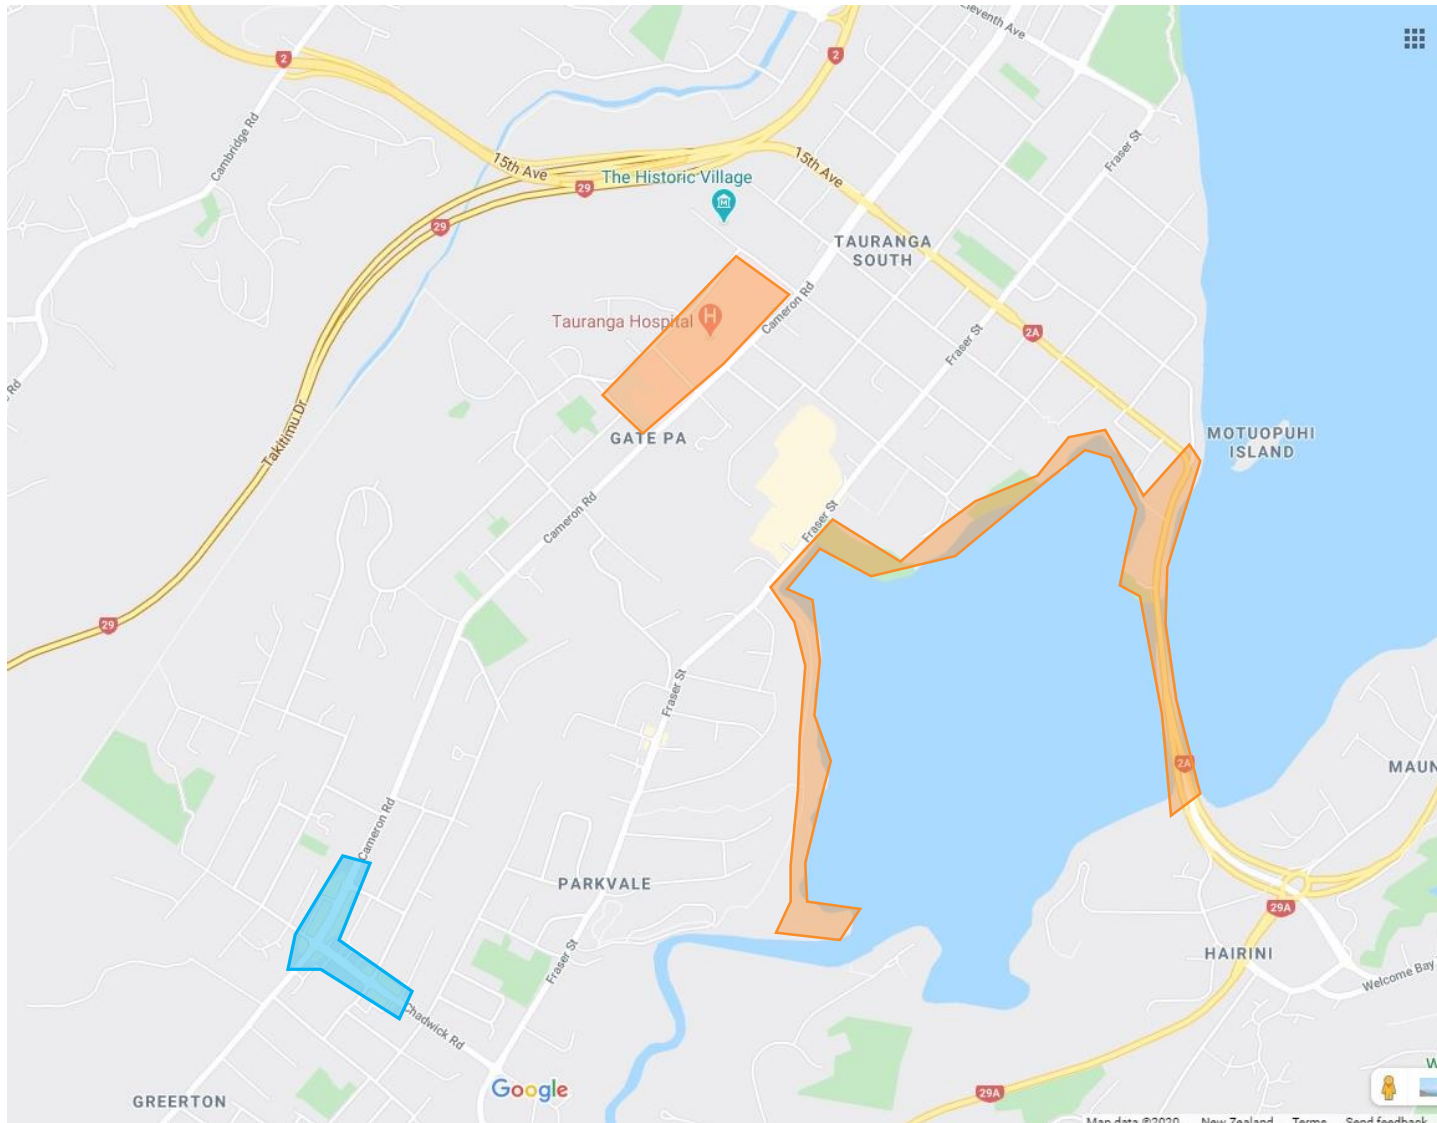 Eleventh Ave
2
2
Cambridge Rd
Fraser St
15th Ave
15th Ave
29
The Historic Village
M
29
TAURANGA
SOUTH
Cameron Rd
Tauranga Hospital
H
Fraser St
2A
Rd
Takitimu Dr
GATE PA
MOTUOPUHI
ISLAND
Cameron Rd
Fraser St
29
Fraser St
2A
MAUN
Cameron Rd
PARKVALE
29A
HAIRINI
Fraser St
Welcome Bay
Chadwick Rd
Google
GREERTON
29A
W
Map data ©2020 New Zealand Terms Send feedback